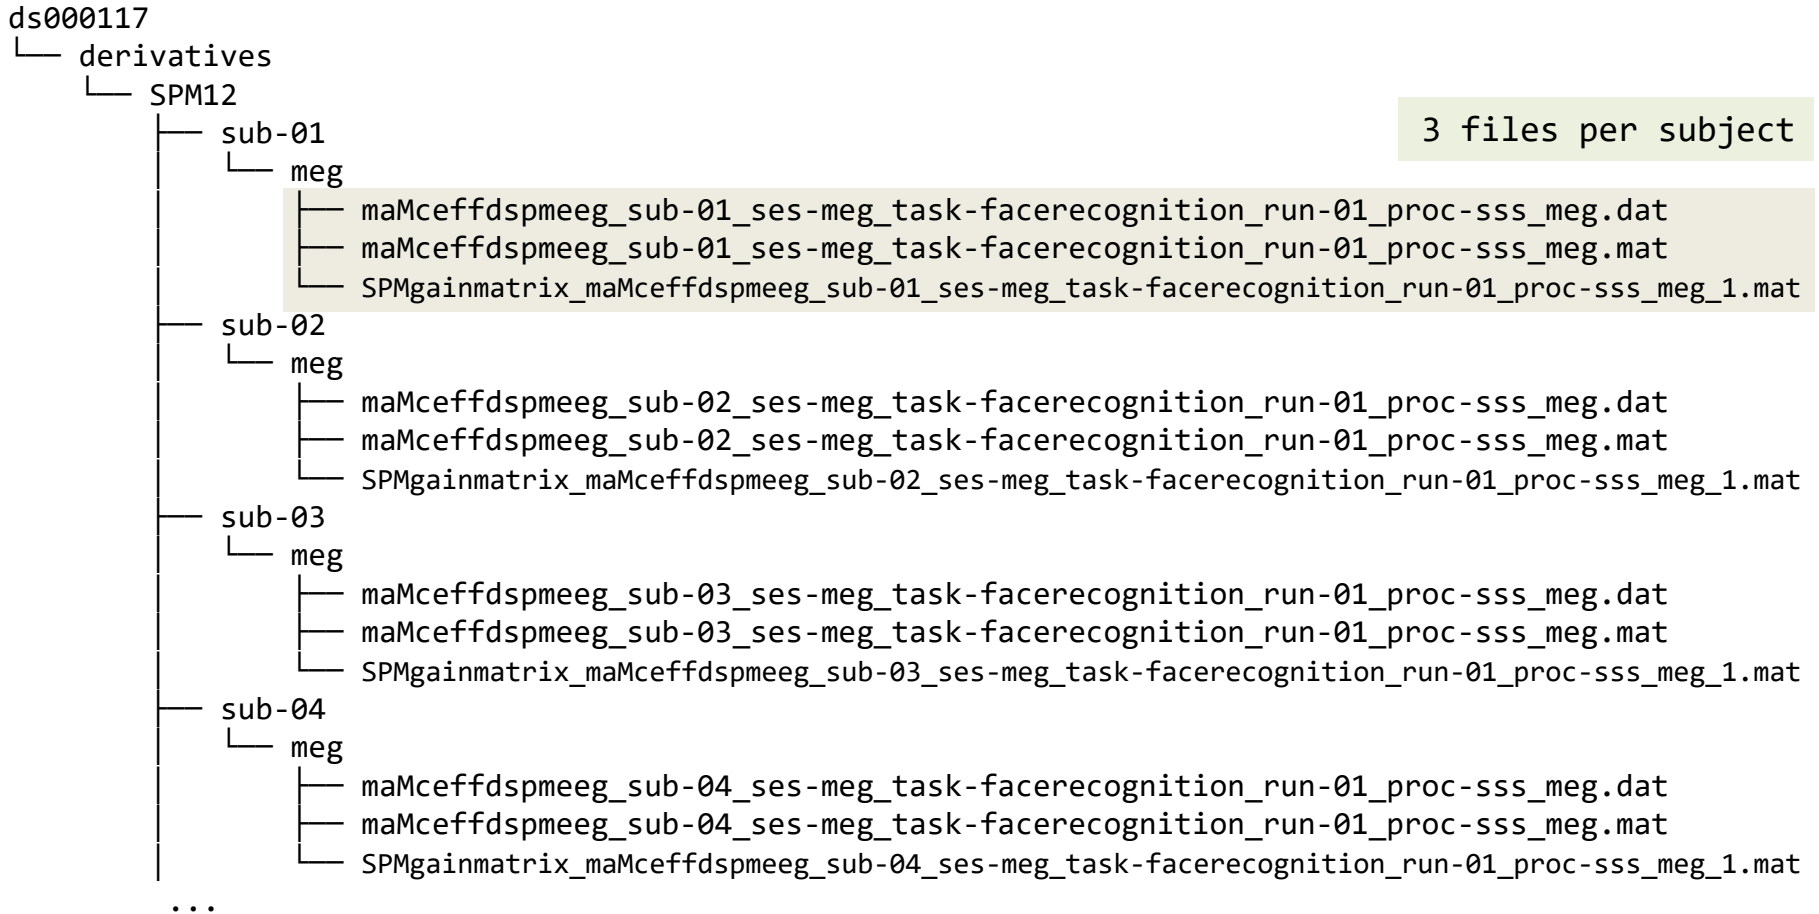 ds000117
└── derivatives
    └── SPM12
        ├── sub-01
3 files per subject
        │   └── meg
        │       ├── maMceffdspmeeg_sub-01_ses-meg_task-facerecognition_run-01_proc-sss_meg.dat
        │       ├── maMceffdspmeeg_sub-01_ses-meg_task-facerecognition_run-01_proc-sss_meg.mat
        │       └── SPMgainmatrix_maMceffdspmeeg_sub-01_ses-meg_task-facerecognition_run-01_proc-sss_meg_1.mat
        ├── sub-02
        │   └── meg
        │       ├── maMceffdspmeeg_sub-02_ses-meg_task-facerecognition_run-01_proc-sss_meg.dat
        │       ├── maMceffdspmeeg_sub-02_ses-meg_task-facerecognition_run-01_proc-sss_meg.mat
        │       └── SPMgainmatrix_maMceffdspmeeg_sub-02_ses-meg_task-facerecognition_run-01_proc-sss_meg_1.mat
        ├── sub-03
        │   └── meg
        │       ├── maMceffdspmeeg_sub-03_ses-meg_task-facerecognition_run-01_proc-sss_meg.dat
        │       ├── maMceffdspmeeg_sub-03_ses-meg_task-facerecognition_run-01_proc-sss_meg.mat
        │       └── SPMgainmatrix_maMceffdspmeeg_sub-03_ses-meg_task-facerecognition_run-01_proc-sss_meg_1.mat
        ├── sub-04
        │   └── meg
        │       ├── maMceffdspmeeg_sub-04_ses-meg_task-facerecognition_run-01_proc-sss_meg.dat
        │       ├── maMceffdspmeeg_sub-04_ses-meg_task-facerecognition_run-01_proc-sss_meg.mat
        │       └── SPMgainmatrix_maMceffdspmeeg_sub-04_ses-meg_task-facerecognition_run-01_proc-sss_meg_1.mat
        ...